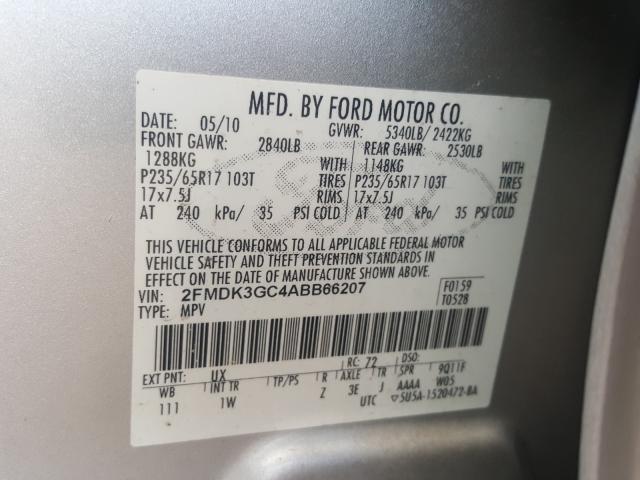 MFD. BY FORD MOTOR CO.
DATE: 05/10 GVWR: 5340LB/ 2422KG
FRONT GAWR: 2840LB REAR GAWR: 2530LB
1288KG WITH 1148KG WITH
P235/65R17 103T TIRES P235/65R17 103T TIRES
17x7.5J RIMS 17x7.5J RIMS
AT 240 kPa/ 35 PSI COLD AT 240 kPa/ 35 PSI COLD
THIS VEHICLE CONFORMS TO ALL APPLICABLE FEDERAL MOTOR
VEHICLE SAFETY AND THEFT PREVENTION STANDARDS IN
EFFECT ON THE DATE OF MANUFACTURE SHOWN ABOVE.
VIN: 2FMDK3GC4ABB66207 F0159
TYPE: MPV T0528
EXT PNT: UX RC: 72 DSO:
WB INT TR TP/PS R AXLE TR SPR 9Q11F
111 1W Z 3E J AAAA W05
UTC ▽5U5A-1520472-BA